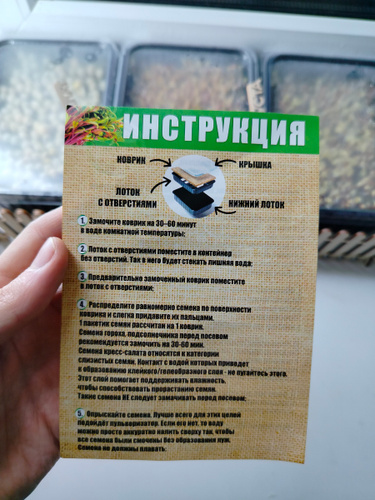 ИНСТРУКЦИЯ
КОВРИК
КРЫШКА
ЛОТОК
С ОТВЕРСТИЯМИ
НИЖНИЙ ЛОТОК
1. Замочите коврик на 30-60 минут
в воде комнатной температуры;
2. Лоток с отверстиями поместите в контейнер
без отверстий. Так в него будет стекать лишняя вода;
3. Предварительно замоченный коврик поместите
в лоток с отверстиями;
4. Распределите равномерно семена по поверхности
коврика и слегка придавите их пальцами.
1 пакетик семян рассчитан на 1 коврик.
Семена гороха, подсолнечника перед посевом
рекомендуется замочить на 30-60 мин.
Семена кресс-салата относятся к категории
слизистых семян. Контакт с водой которых приводит
к образованию клейкого/гелеобразного слоя - не пугайтесь этого.
Этот слой помогает поддерживать влажность,
чтобы способствовать прорастанию семян.
Такие семена НЕ следует замачивать перед посевом;
5. Опрыскайте семена. Лучше всего для этих целей
подойдёт пульверизатор. Если его нет, то воду
можно просто аккуратно налить сверху так, чтобы
все семена были смочены без образования луж.
Семена не должны плавать;